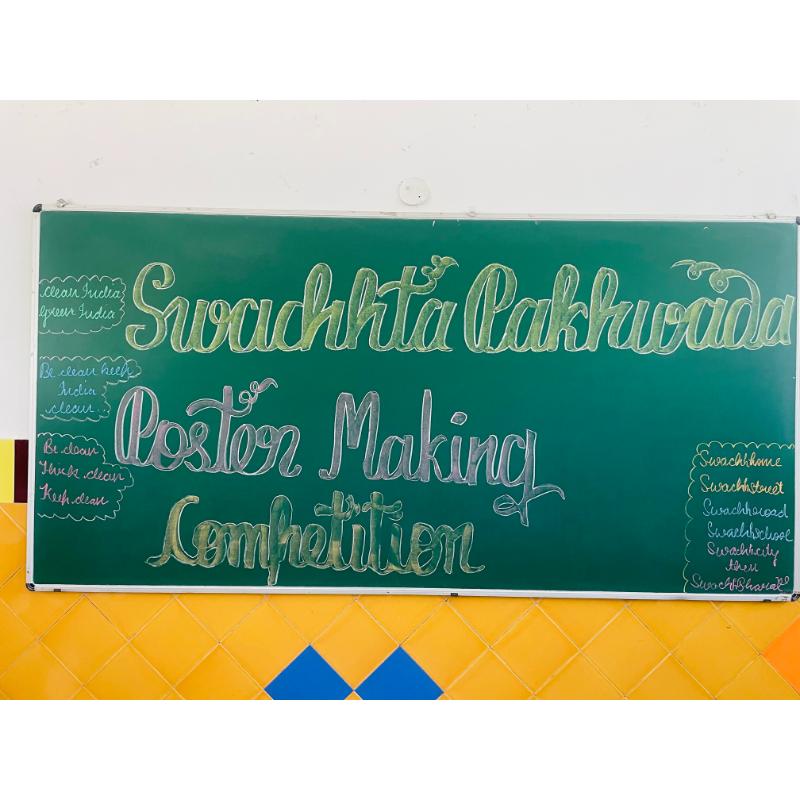 Swachhta Pakhwada
Poster Making
Competition
clean India
green India
Be clean keep
India
clean..
Be clean
Think clean
Keep clean
Swachhhome
Swachhstreet
Swachhroad
Swachhschool
Swachhcity
then
SwachhBharat